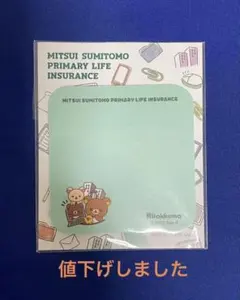 MITSUI SUMITOMO
PRIMARY LIFE
INSURANCE
MITSUI SUMITOMO PRIMARY LIFE INSURANCE
Rilakkuma
値下げしました